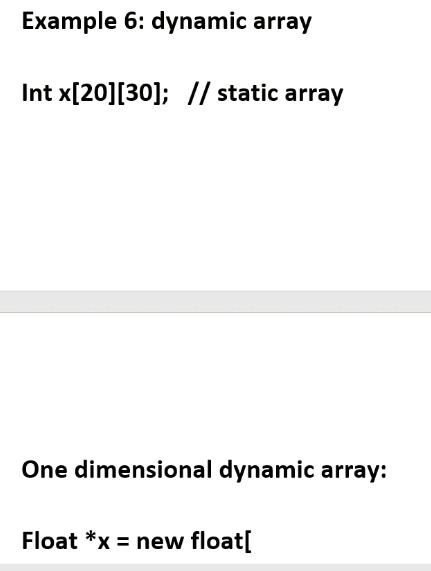 Example 6: dynamic array
Int x[20][30];   // static array
One dimensional dynamic array:
Float *x = new float[